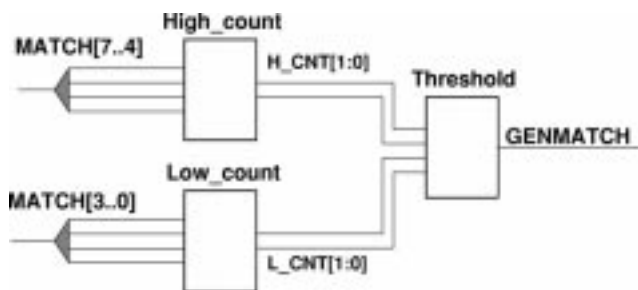 High_count
MATCH[7..4]
H_CNT[1:0]
Threshold
GENMATCH
Low_count
MATCH[3..0]
L_CNT[1:0]